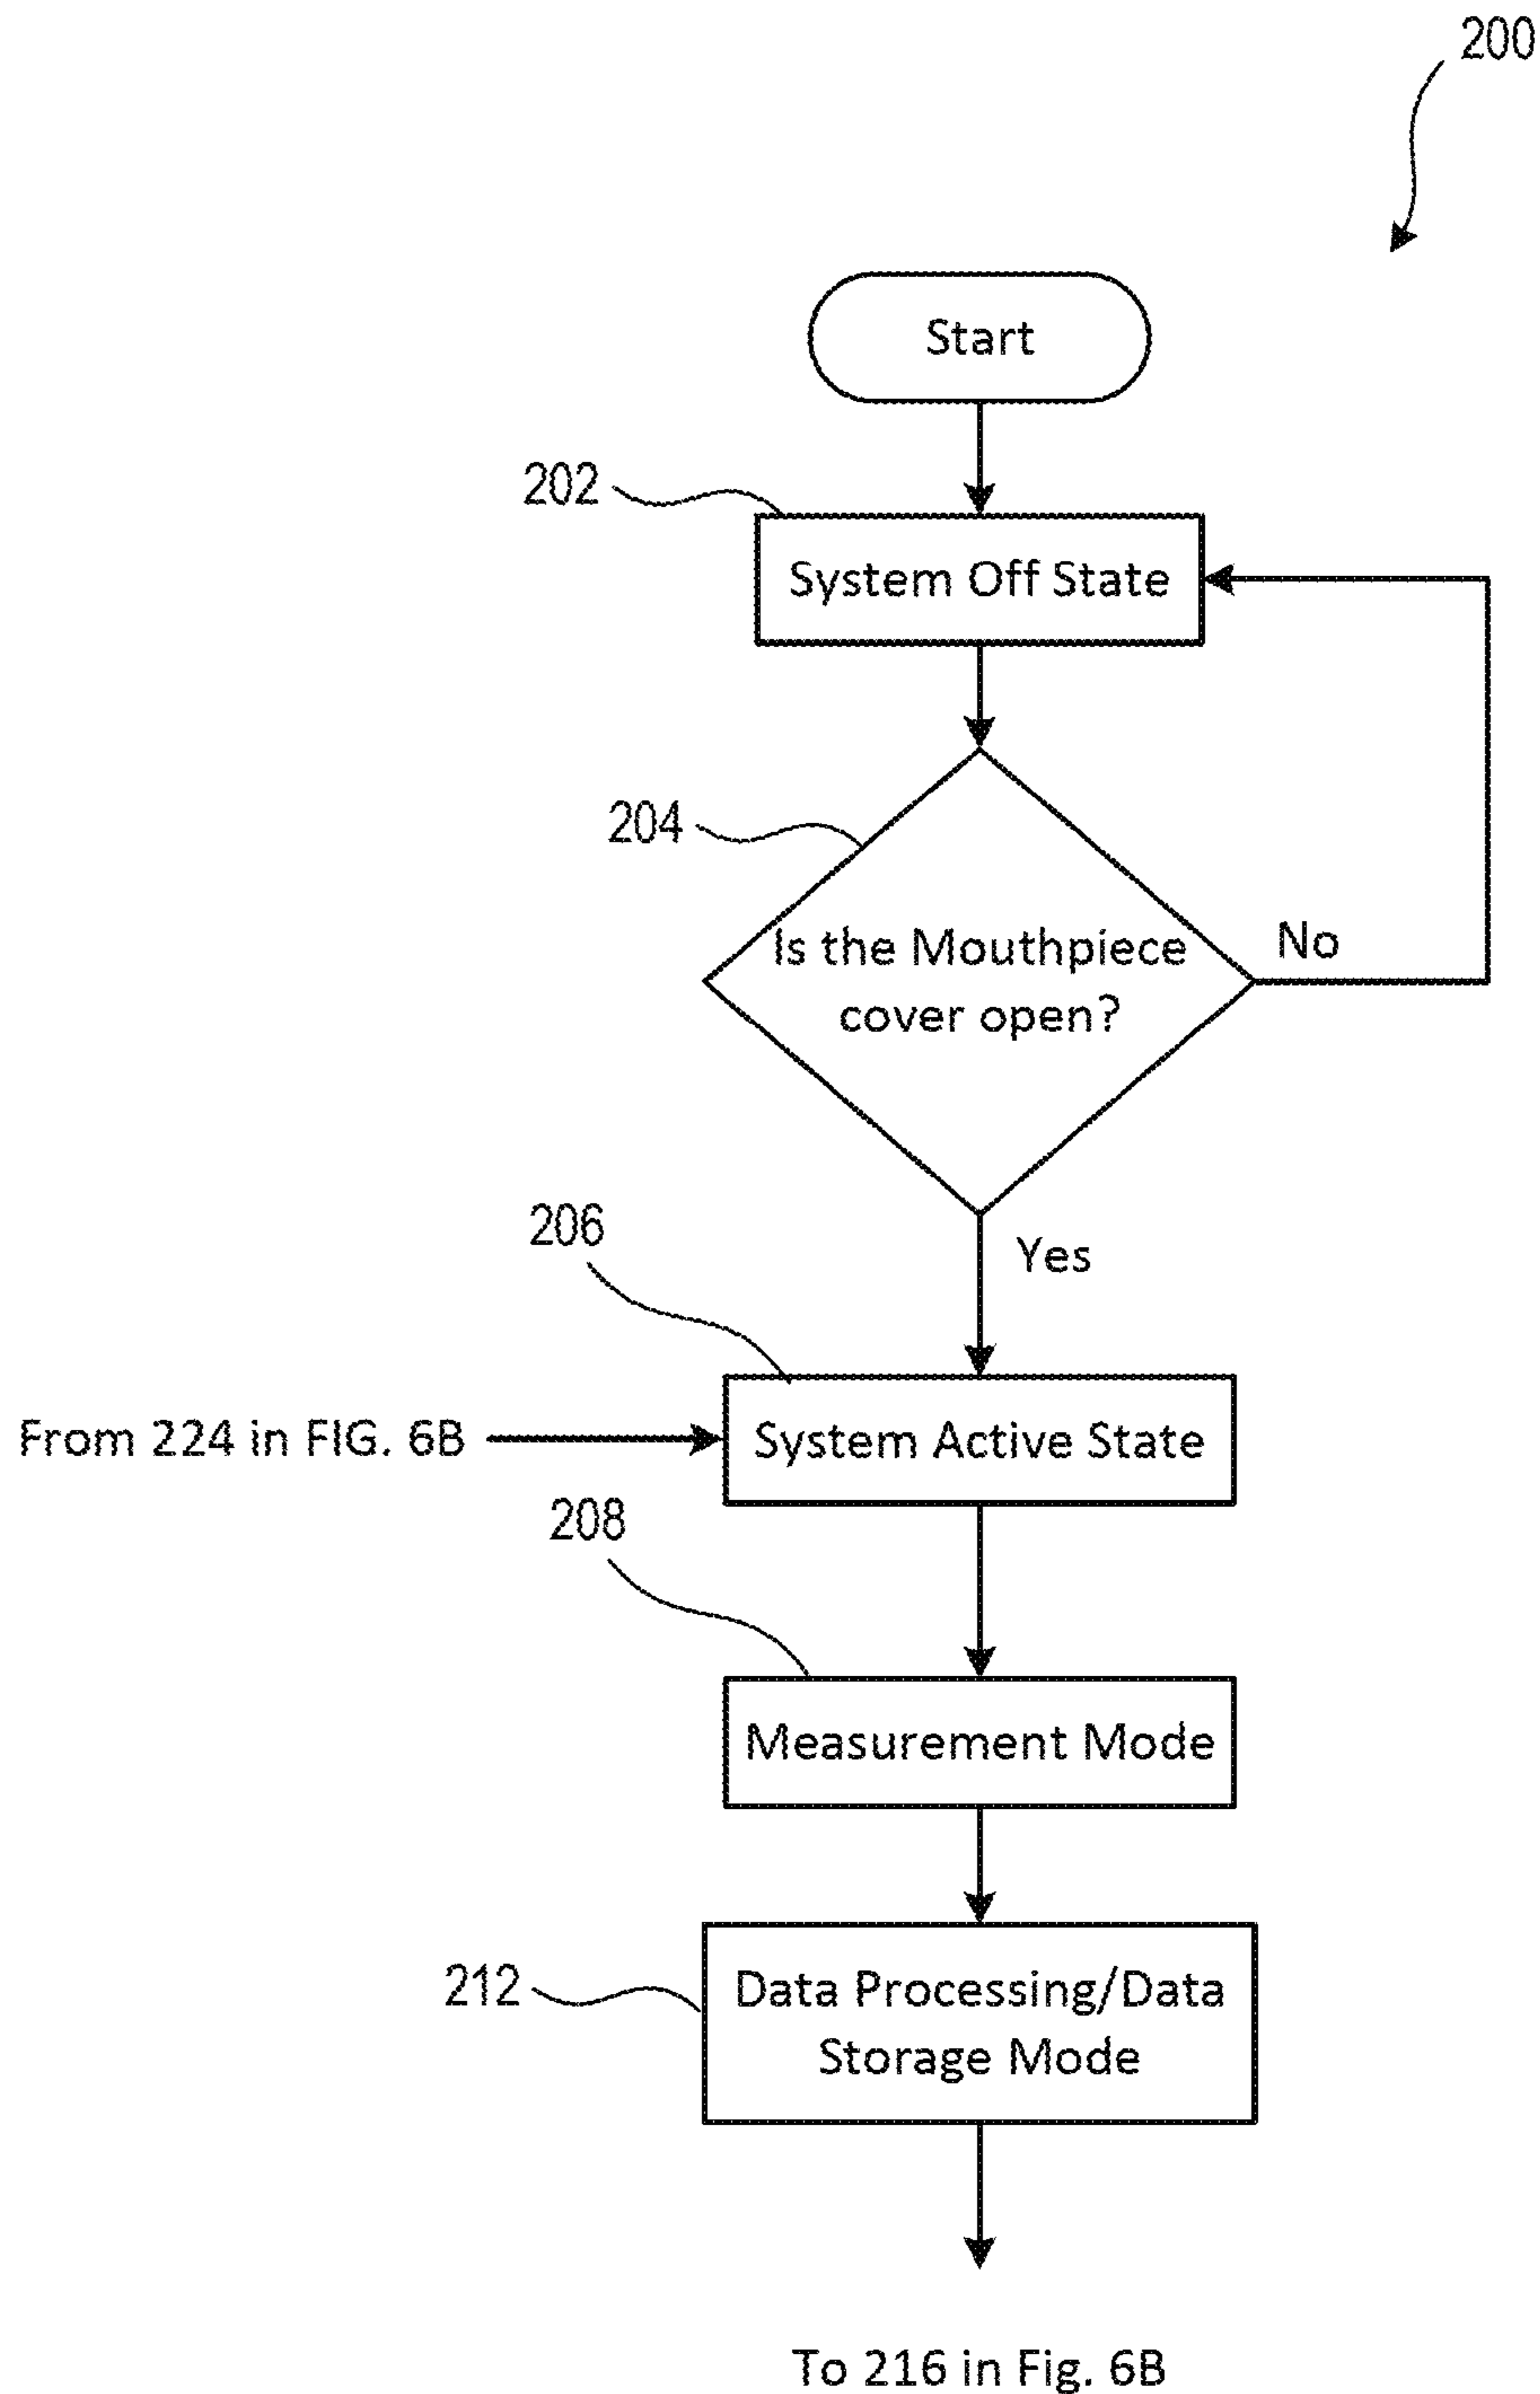 200
Start
202
System Off State
204
Is the Mouthpiece
cover open?
No
Yes
206
From 224 in FIG. 6B
System Active State
208
Measurement Mode
212
Data Processing/Data
Storage Mode
To 216 in Fig. 6B